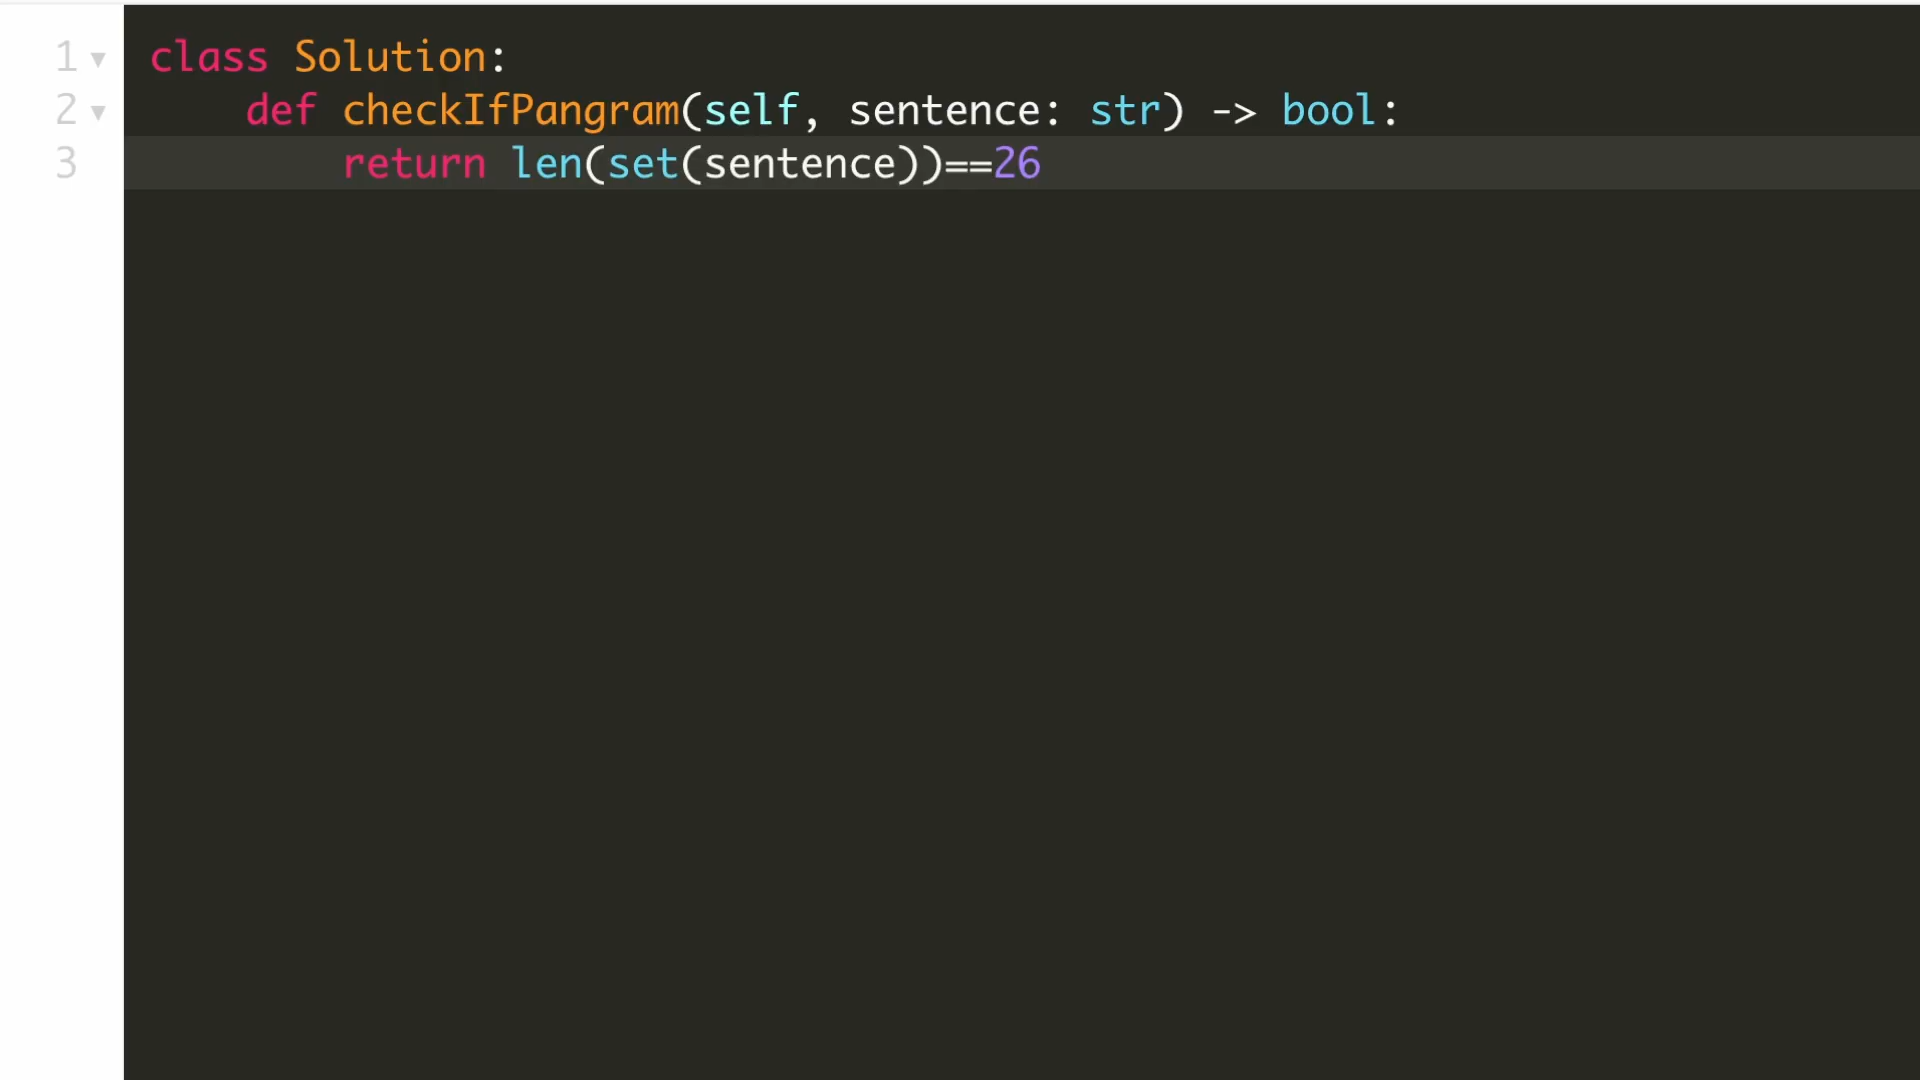 1 class Solution:
2     def checkIfPangram(self, sentence: str) -> bool:
3         return len(set(sentence))==26